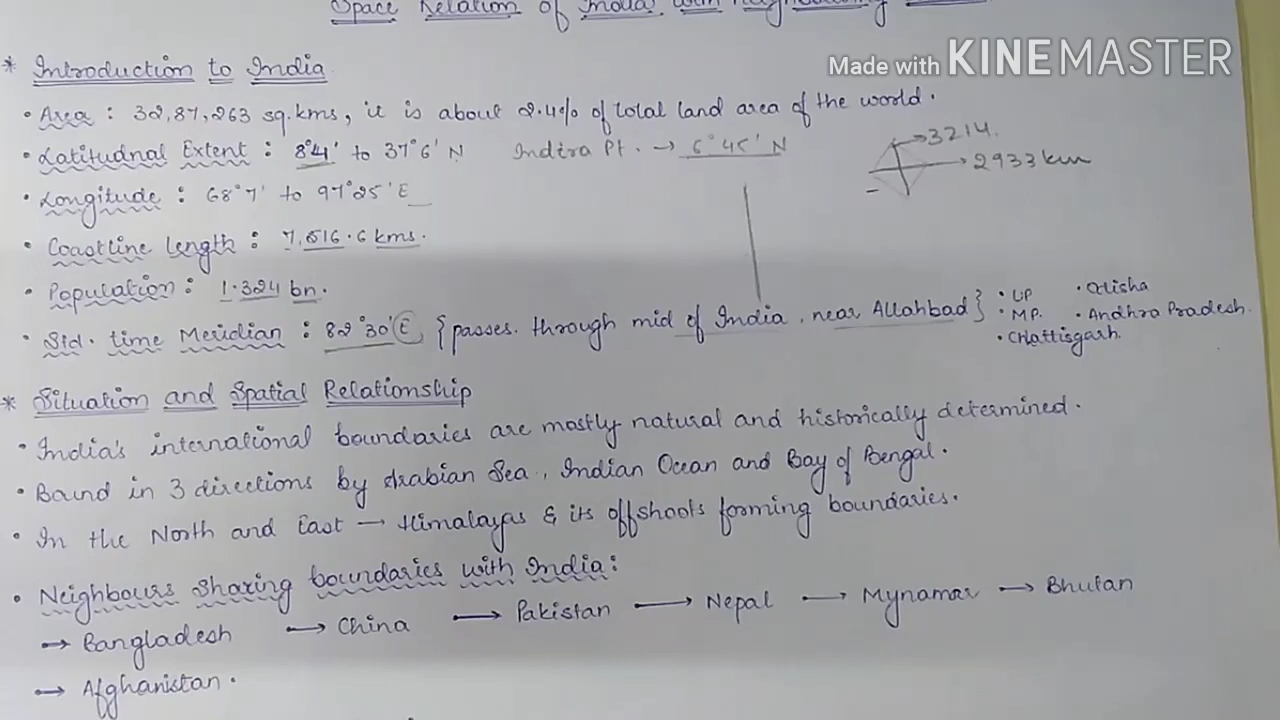 Space Relation of India with Neighbouring
Made with KINEMASTER
* Introduction to India
• Area : 32,87,263 sq.kms, it is about 2.4% of total land area of the world.
• Latitudnal Extent : 8°4' to 37°6' N Indira Pt. → 6°45' N
3214.
2933 km
• Longitude : 68°7' to 97°25' E
• Coastline length : 7,516.6 kms.
• Population : 1.324 bn.
• Std. time Meridian : 82°30' E {passes through mid of India, near Allahbad}
• UP • Orisha
• MP. • Andhra Pradesh.
• Chattisgarh.
* Situation and Spatial Relationship
• India's international boundaries are mostly natural and historically determined.
• Bound in 3 directions by Arabian Sea, Indian Ocean and Bay of Bengal.
• In the North and East → Himalayas & its offshoots forming boundaries.
• Neighbours sharing boundaries with India :
→ Bangladesh → China → Pakistan → Nepal → Mynamar → Bhutan
→ Afghanistan.